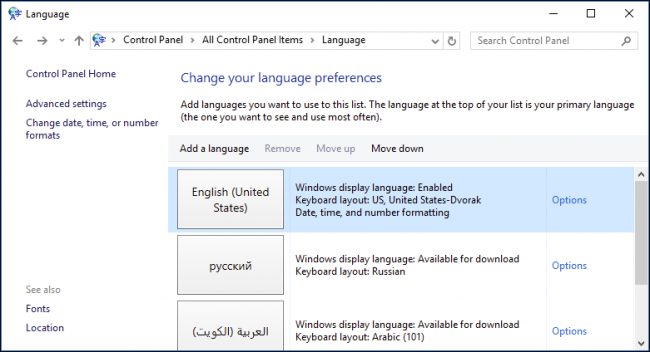 Language
Control Panel > All Control Panel Items > Language
Search Control Panel
Control Panel Home
Advanced settings
Change date, time, or number
formats
See also
Fonts
Location
Change your language preferences
Add languages you want to use to this list. The language at the top of your list is your primary language
(the one you want to see and use most often).
Add a language Remove Move up Move down
English (United
States)
Windows display language: Enabled
Keyboard layout: US, United States-Dvorak
Date, time, and number formatting
Options
русский
Windows display language: Available for download
Keyboard layout: Russian
Options
العربية (الكويت)
Windows display language: Available for download
Keyboard layout: Arabic (101)
Options